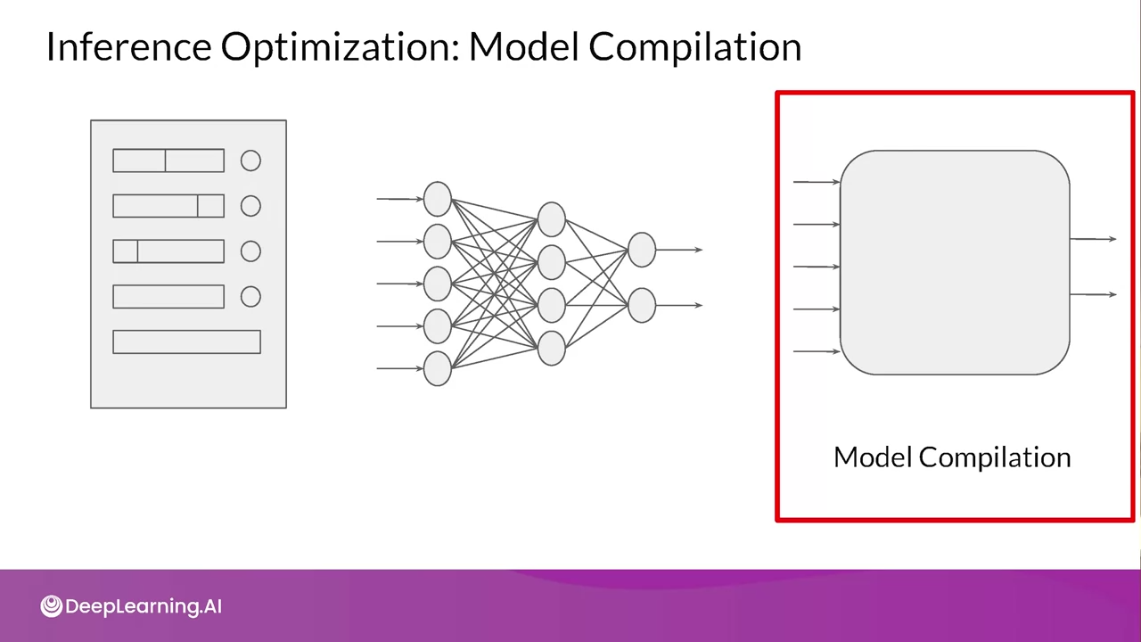 Inference Optimization: Model Compilation
Model Compilation
DeepLearning.AI